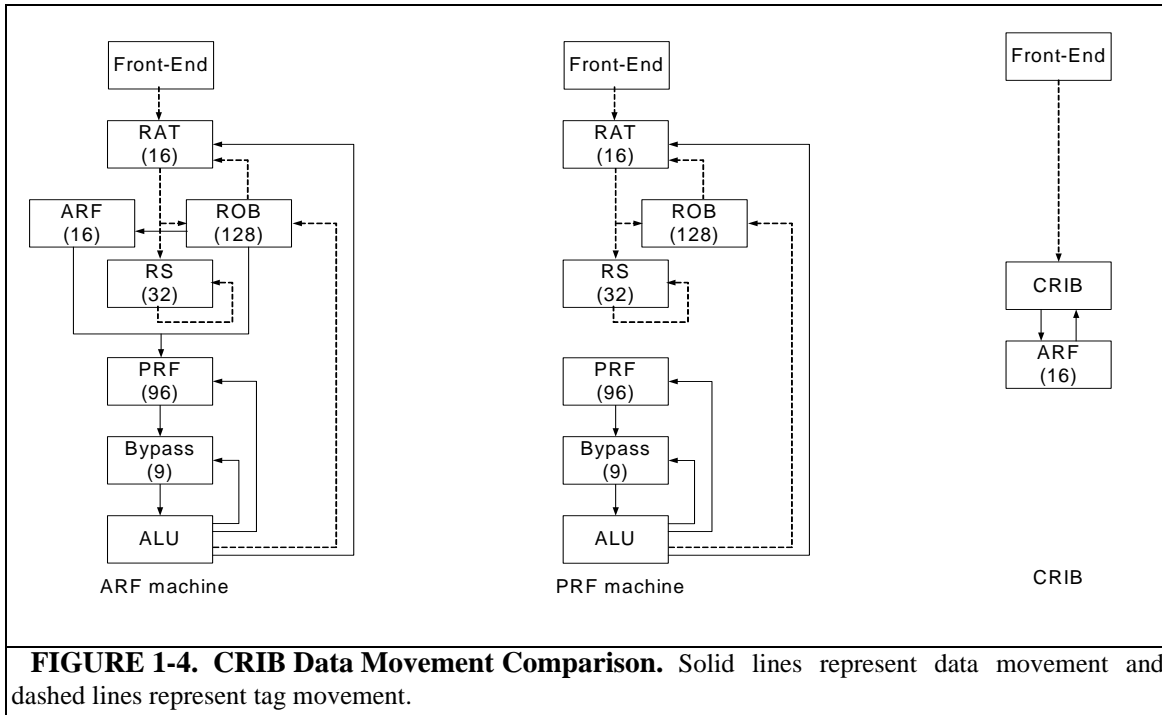 Front-End
RAT
(16)
ARF
(16)
ROB
(128)
RS
(32)
PRF
(96)
Bypass
(9)
ALU
ARF machine
Front-End
RAT
(16)
ROB
(128)
RS
(32)
PRF
(96)
Bypass
(9)
ALU
PRF machine
Front-End
CRIB
ARF
(16)
CRIB
FIGURE 1-4. CRIB Data Movement Comparison. Solid lines represent data movement and
dashed lines represent tag movement.